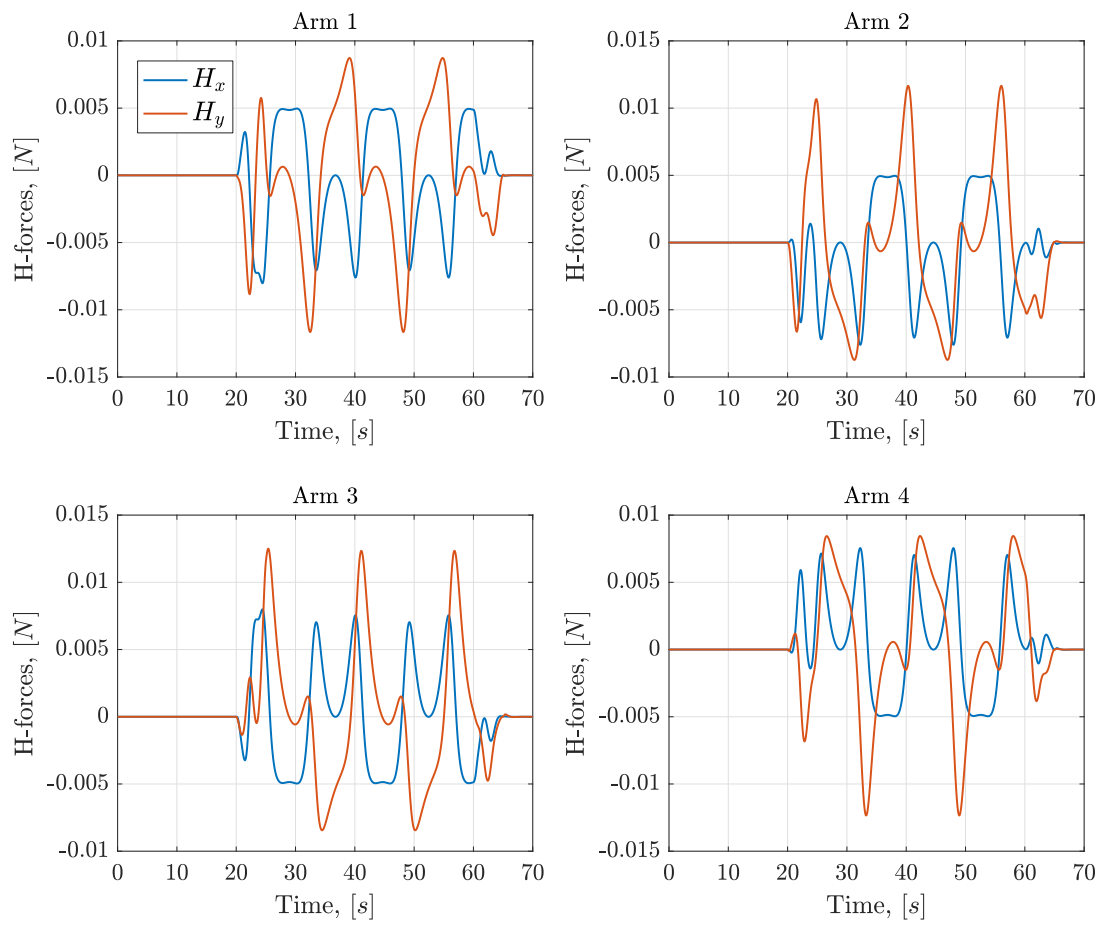 Arm 1
0.01
0.005
0
-0.005
-0.01
-0.015
H-forces, [N]
H_x
H_y
0 10 20 30 40 50 60 70
Time, [s]
Arm 2
0.015
0.01
0.005
0
-0.005
-0.01
H-forces, [N]
0 10 20 30 40 50 60 70
Time, [s]
Arm 3
0.015
0.01
0.005
0
-0.005
-0.01
H-forces, [N]
0 10 20 30 40 50 60 70
Time, [s]
Arm 4
0.01
0.005
0
-0.005
-0.01
-0.015
H-forces, [N]
0 10 20 30 40 50 60 70
Time, [s]